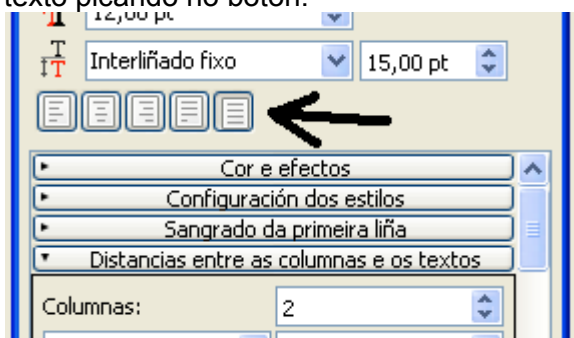 texto picando no botón.
12,00 pt
Interliñado fixo 15,00 pt
Cor e efectos
Configuración dos estilos
Sangrado da primeira liña
Distancias entre as columnas e os textos
Columnas: 2